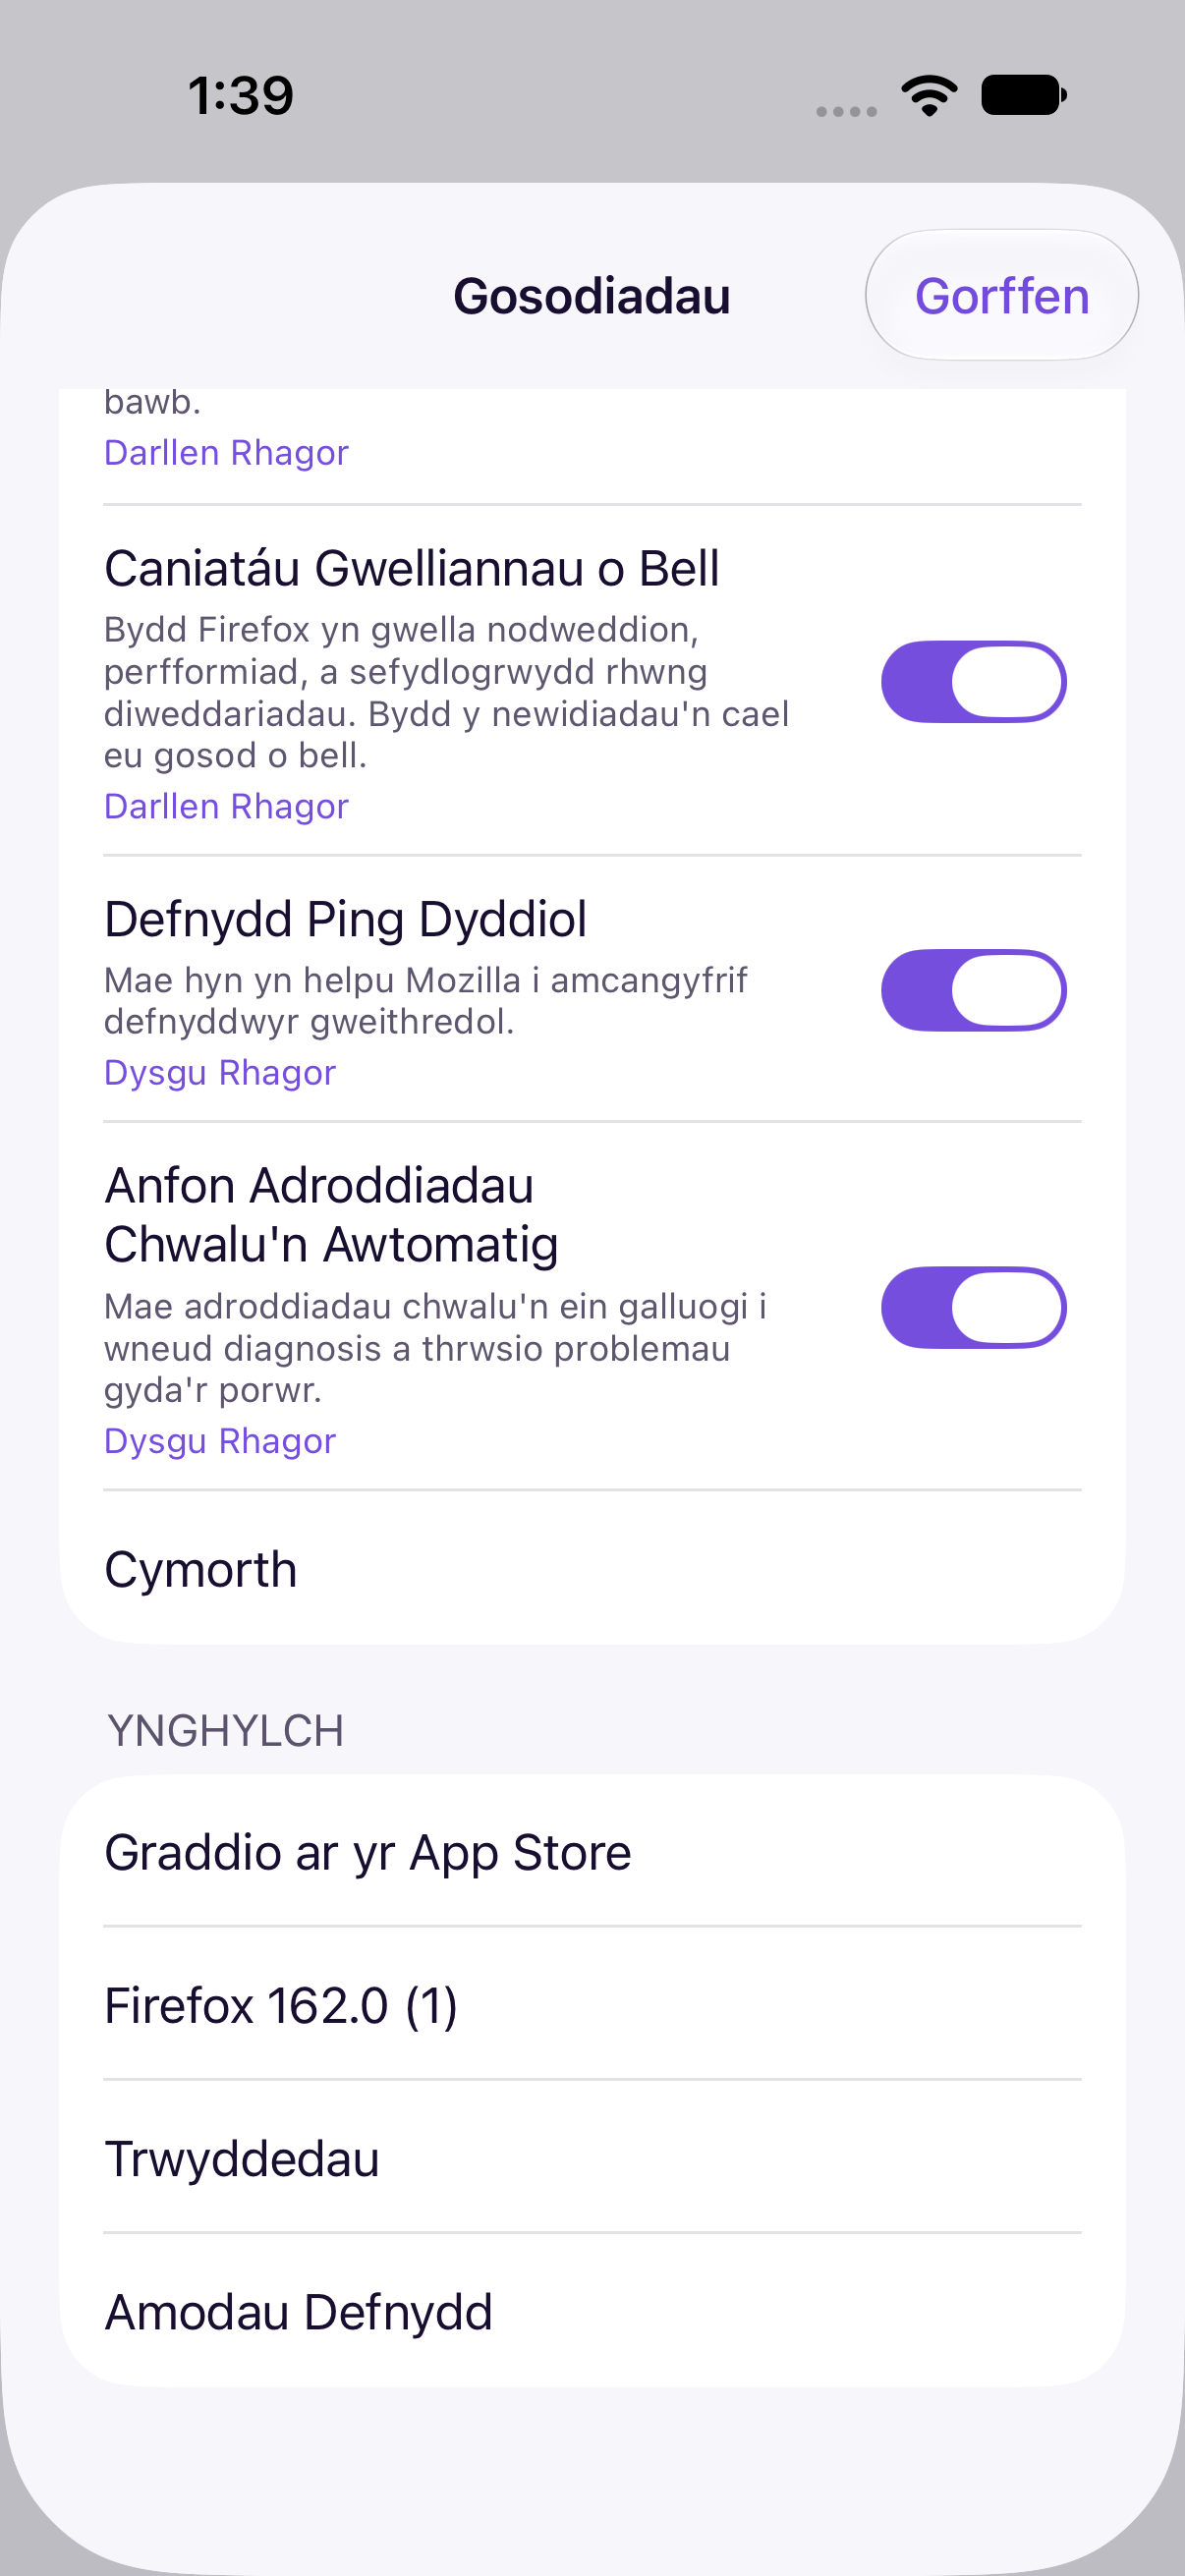 1:39
Gosodiadau
Gorffen
bawb.
Darllen Rhagor
Caniatáu Gwelliannau o Bell
Bydd Firefox yn gwella nodweddion,
perfformiad, a sefydlogrwydd rhwng
diweddariadau. Bydd y newidiadau'n cael
eu gosod o bell.
Darllen Rhagor
Defnydd Ping Dyddiol
Mae hyn yn helpu Mozilla i amcangyfrif
defnyddwyr gweithredol.
Dysgu Rhagor
Anfon Adroddiadau
Chwalu'n Awtomatig
Mae adroddiadau chwalu'n ein galluogi i
wneud diagnosis a thrwsio problemau
gyda'r porwr.
Dysgu Rhagor
Cymorth
YNGHYLCH
Graddio ar yr App Store
Firefox 162.0 (1)
Trwyddedau
Amodau Defnydd